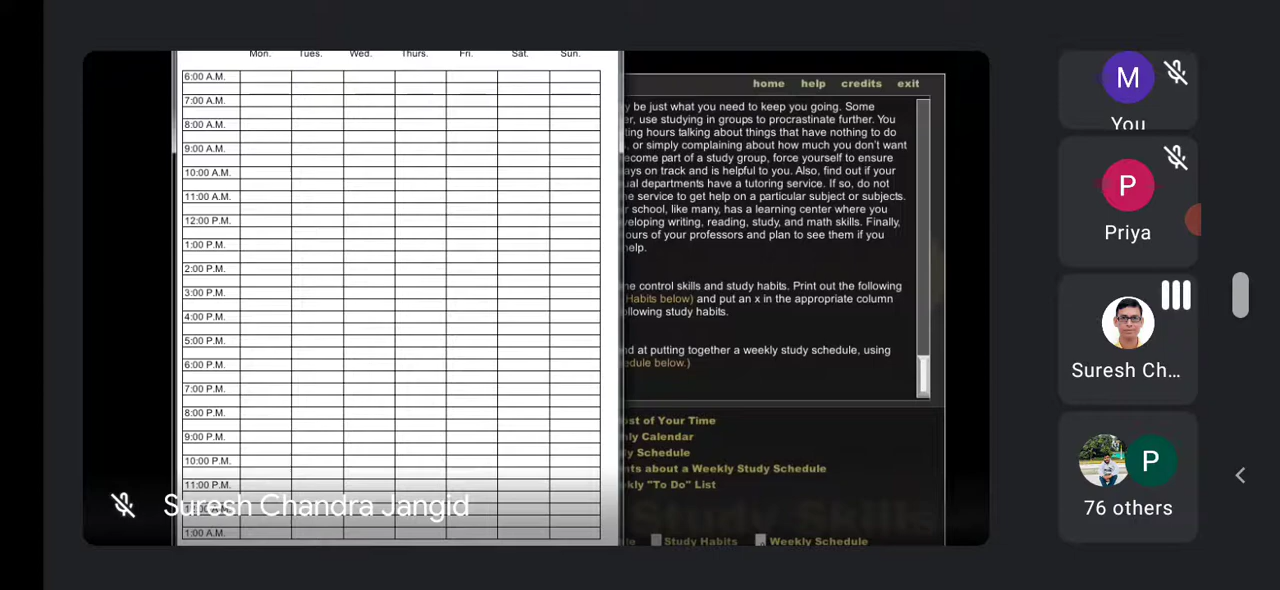 Mon. Tues. Wed. Thurs. Fri. Sat. Sun.
6:00 A.M.
7:00 A.M.
8:00 A.M.
9:00 A.M.
10:00 A.M.
11:00 A.M.
12:00 P.M.
1:00 P.M.
2:00 P.M.
3:00 P.M.
4:00 P.M.
5:00 P.M.
6:00 P.M.
7:00 P.M.
8:00 P.M.
9:00 P.M.
10:00 P.M.
11:00 P.M.
1:00 A.M.
Suresh Chandra Jangid
home help credits exit
y be just what you need to keep you going. Some
er, use studying in groups to procrastinate further. You
ting hours talking about things that have nothing to do
, or simply complaining about how much you don't want
ecome part of a study group, force yourself to ensure
ays on track and is helpful to you. Also, find out if your
ual departments have a tutoring service. If so, do not
ne service to get help on a particular subject or subjects.
r school, like many, has a learning center where you
veloping writing, reading, study, and math skills. Finally,
ours of your professors and plan to see them if you
help.
ne control skills and study habits. Print out the following
Habits below) and put an x in the appropriate column
ollowing study habits.
nd at putting together a weekly study schedule, using
edule below.)
ost of Your Time
hly Calendar
ly Schedule
nts about a Weekly Study Schedule
kly "To Do" List
Study Skills
Study Habits Weekly Schedule
M
You
P
Priya
Suresh Ch...
P
76 others